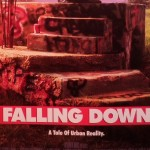 FALLING DOWN
A Tale Of Urban Reality.